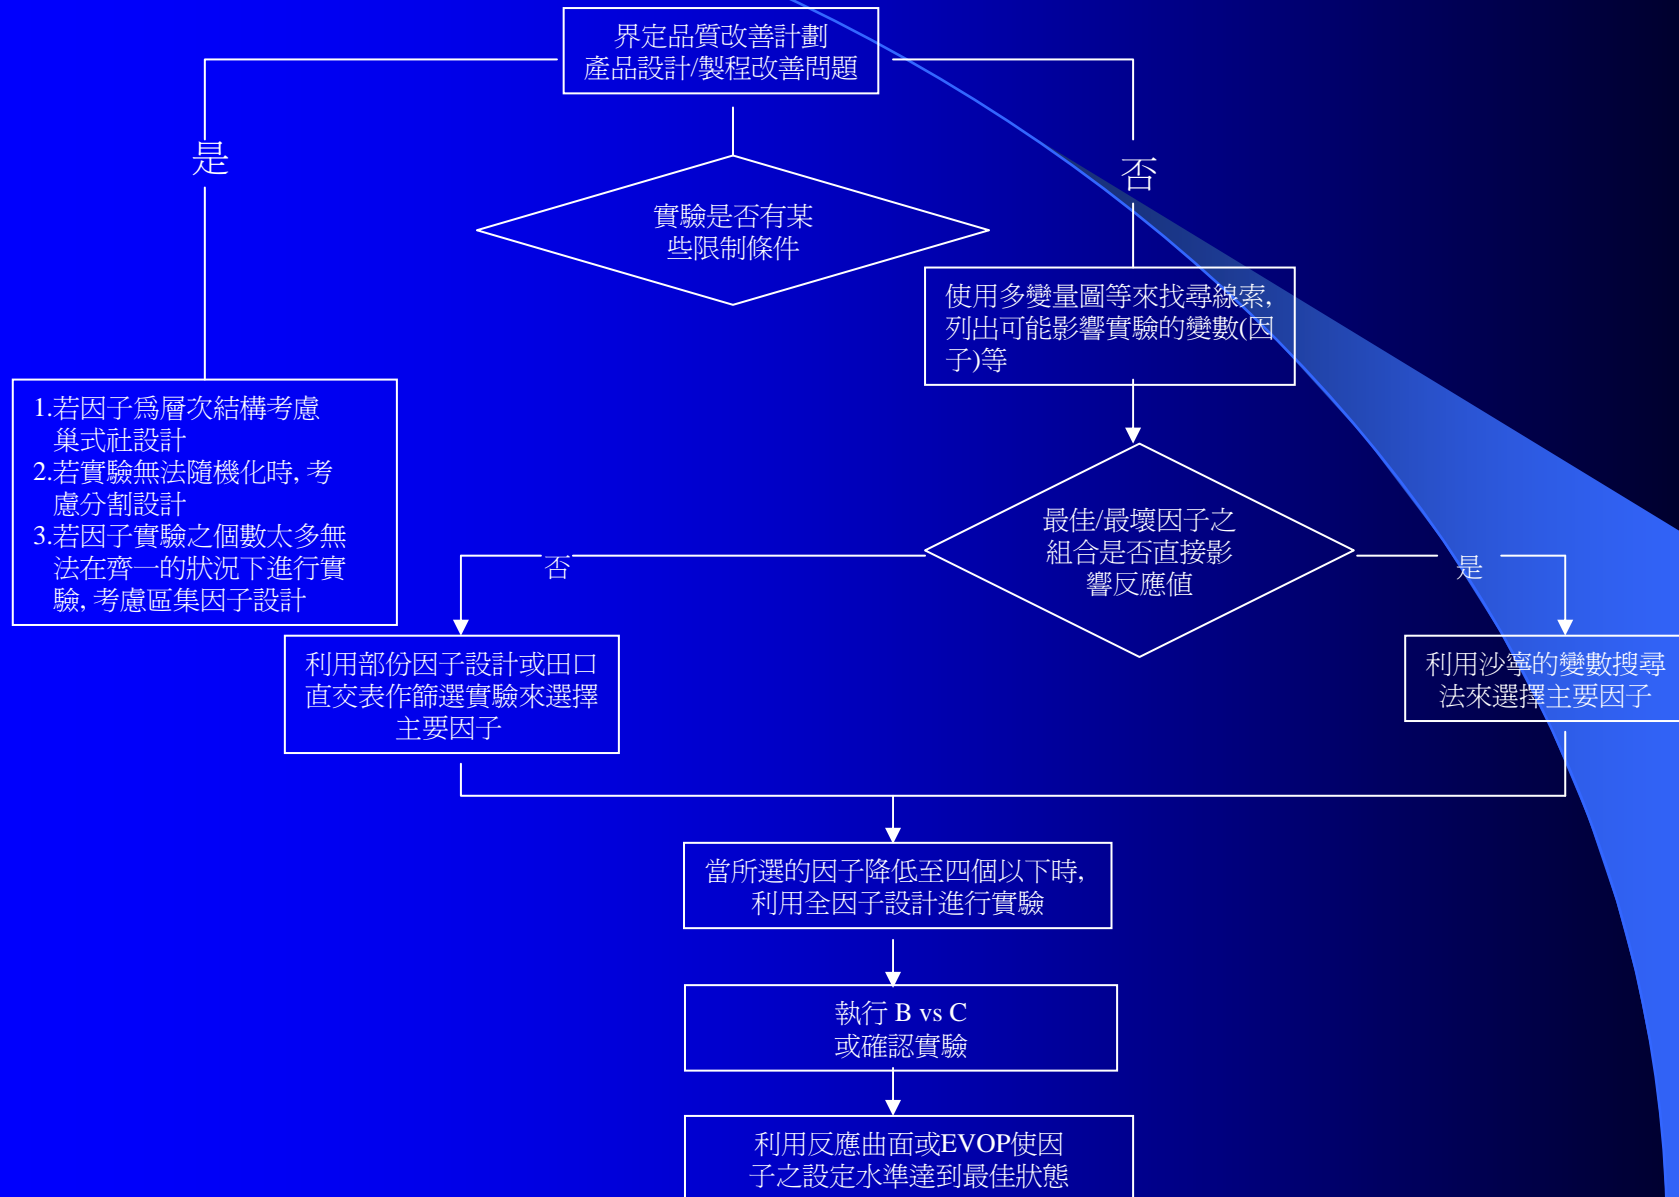 界定品質改善計劃
產品設計/製程改善問題
是
否
實驗是否有某
些限制條件
使用多變量圖等來找尋線索,
列出可能影響實驗的變數(因
子)等
1.若因子爲層次結構考慮
巢式社設計
2.若實驗無法隨機化時, 考
慮分割設計
3.若因子實驗之個數太多無
法在齊一的狀況下進行實
驗, 考慮區集因子設計
最佳/最壞因子之
組合是否直接影
響反應值
否
是
利用部份因子設計或田口
直交表作篩選實驗來選擇
主要因子
利用沙寧的變數搜尋
法來選擇主要因子
當所選的因子降低至四個以下時,
利用全因子設計進行實驗
執行 B vs C
或確認實驗
利用反應曲面或EVOP使因
子之設定水準達到最佳狀態